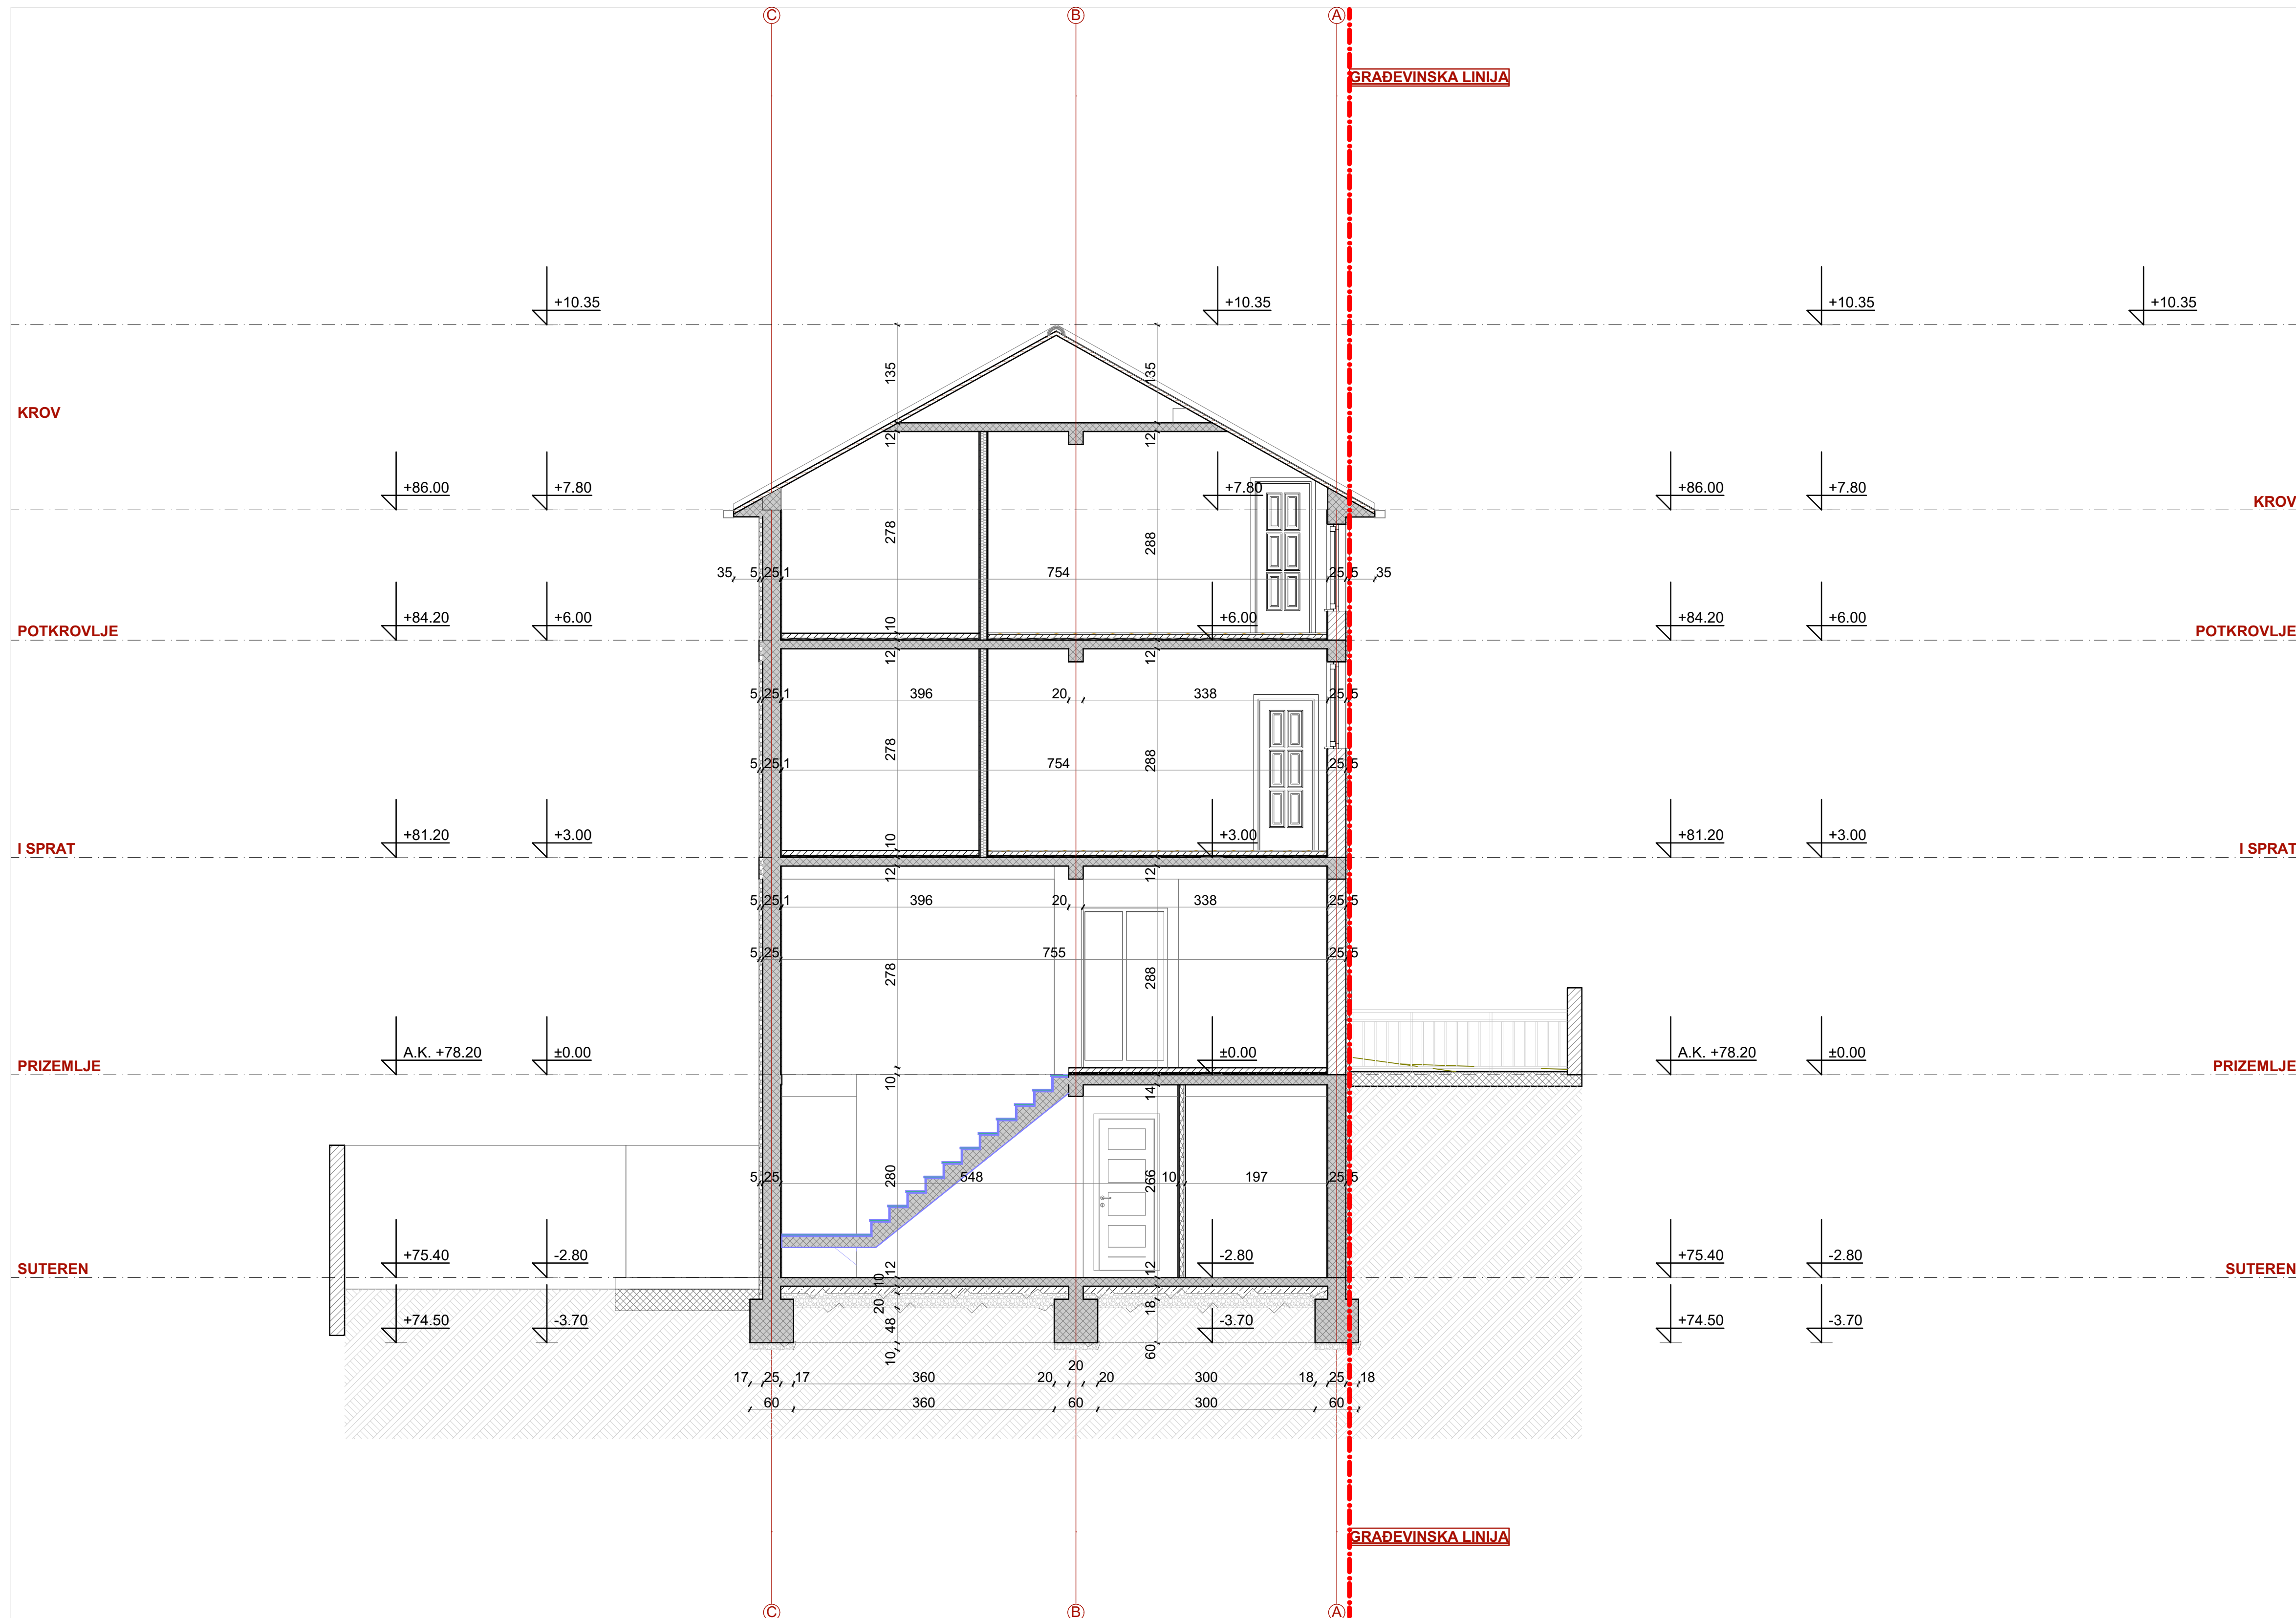 C B A
GRAĐEVINSKA LINIJA
+10.35 +10.35 +10.35 +10.35
135 135
KROV
12 12
+86.00 +7.80 +7.80 +86.00 +7.80
KROV
278 288
35 5 25 1 754 25 5 35
10
+84.20 +6.00 +6.00 +84.20 +6.00
POTKROVLJE POTKROVLJE
12 12
5 25 1 396 20 338 25 5
278 288
5 25 1 754 25 5
10
+81.20 +3.00 +3.00 +81.20 +3.00
I SPRAT I SPRAT
12 12
5 25 1 396 20 338 25 5
5 25 755 25 5
278 288
A.K. +78.20 ±0.00 ±0.00 A.K. +78.20 ±0.00
PRIZEMLJE PRIZEMLJE
10 14
280 266
5 25 548 10 197 25 5
+75.40 -2.80 -2.80 +75.40 -2.80
SUTEREN SUTEREN
12 12
10
20 18
+74.50 -3.70 -3.70 +74.50 -3.70
48
10 60
20
17 25 17 360 20 20 300 18 25 18
60 360 60 300 60
GRAĐEVINSKA LINIJA
C B A